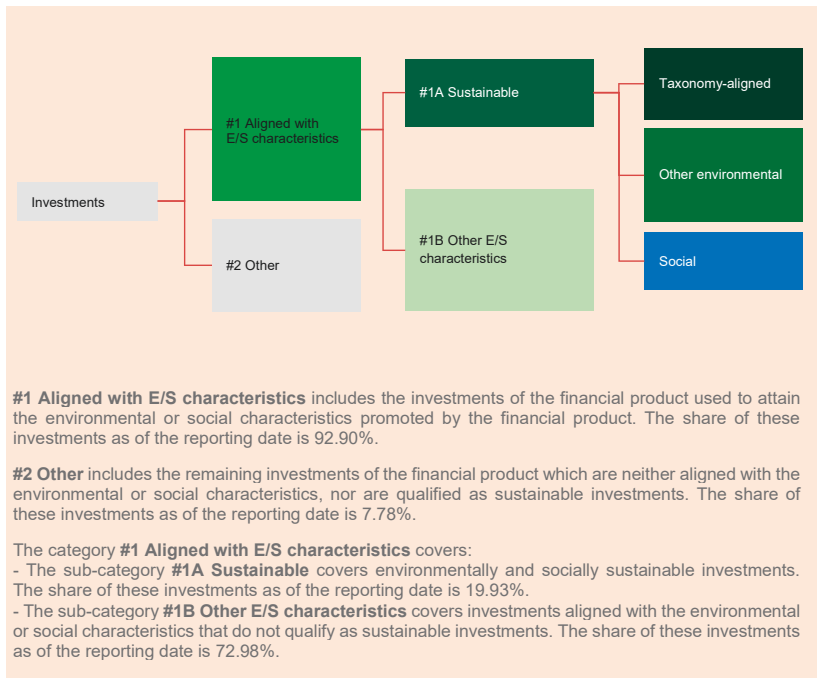 Investments
#1 Aligned with
E/S characteristics
#2 Other
#1A Sustainable
#1B Other E/S
characteristics
Taxonomy-aligned
Other environmental
Social
#1 Aligned with E/S characteristics includes the investments of the financial product used to attain
the environmental or social characteristics promoted by the financial product. The share of these
investments as of the reporting date is 92.90%.
#2 Other includes the remaining investments of the financial product which are neither aligned with the
environmental or social characteristics, nor are qualified as sustainable investments. The share of
these investments as of the reporting date is 7.78%.
The category #1 Aligned with E/S characteristics covers:
- The sub-category #1A Sustainable covers environmentally and socially sustainable investments.
The share of these investments as of the reporting date is 19.93%.
- The sub-category #1B Other E/S characteristics covers investments aligned with the environmental
or social characteristics that do not qualify as sustainable investments. The share of these investments
as of the reporting date is 72.98%.